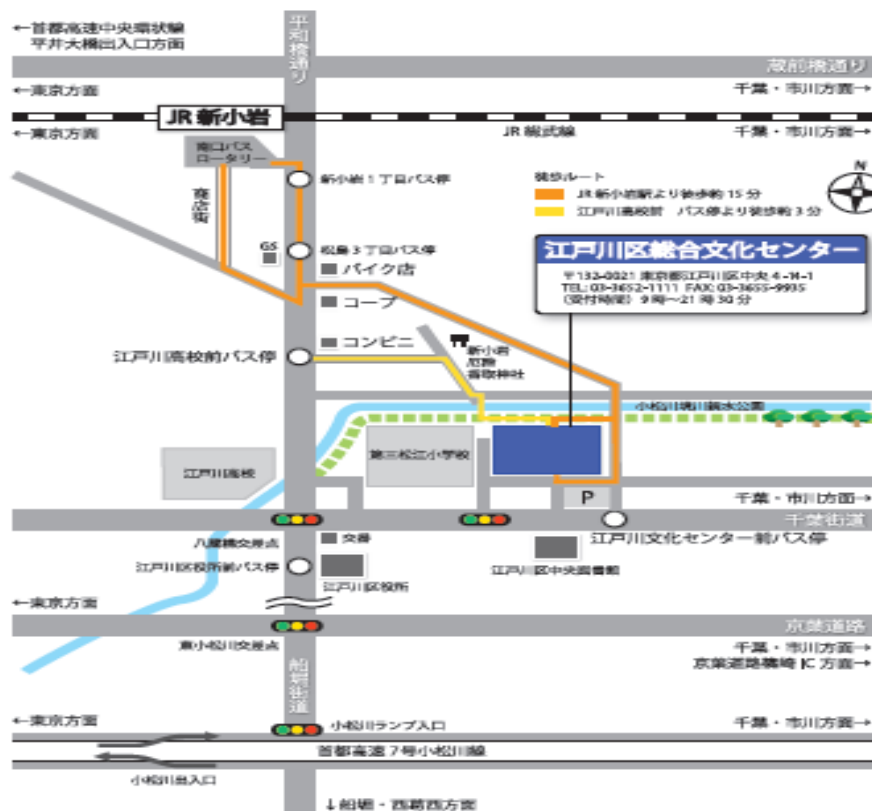 ←首都高速中央環状線
平井大橋出入口方面
平和橋通り
蔵前橋通り
←東京方面
千葉・市川方面→
JR 新小岩
←東京方面
JR 総武線
千葉・市川方面→
南口バス
ロータリー
商店街
新小岩1丁目バス停
徒歩ルート
JR 新小岩駅より徒歩約 15 分
江戸川高校前 バス停より徒歩約 3 分
N
GS
松島3丁目バス停
バイク店
コープ
江戸川区総合文化センター
〒132-0021 東京都江戸川区中央 4-14-1
TEL: 03-3652-1111 FAX: 03-3655-9935
(受付時間) 9 時〜21 時 30 分
コンビニ
江戸川高校前バス停
新小岩
厄除
香取神社
小松川境川親水公園
江戸川高校
第三松江小学校
P
千葉・市川方面→
千葉街道
八蔵橋交差点
交番
江戸川文化センター前バス停
江戸川区役所前バス停
江戸川区役所
江戸川区中央図書館
←東京方面
京葉道路
東小松川交差点
千葉・市川方面→
京葉道路篠崎 IC 方面→
船堀街道
←東京方面
小松川ランプ入口
千葉・市川方面→
首都高速 7 号小松川線
小松川出入口
↓船堀・西葛西方面